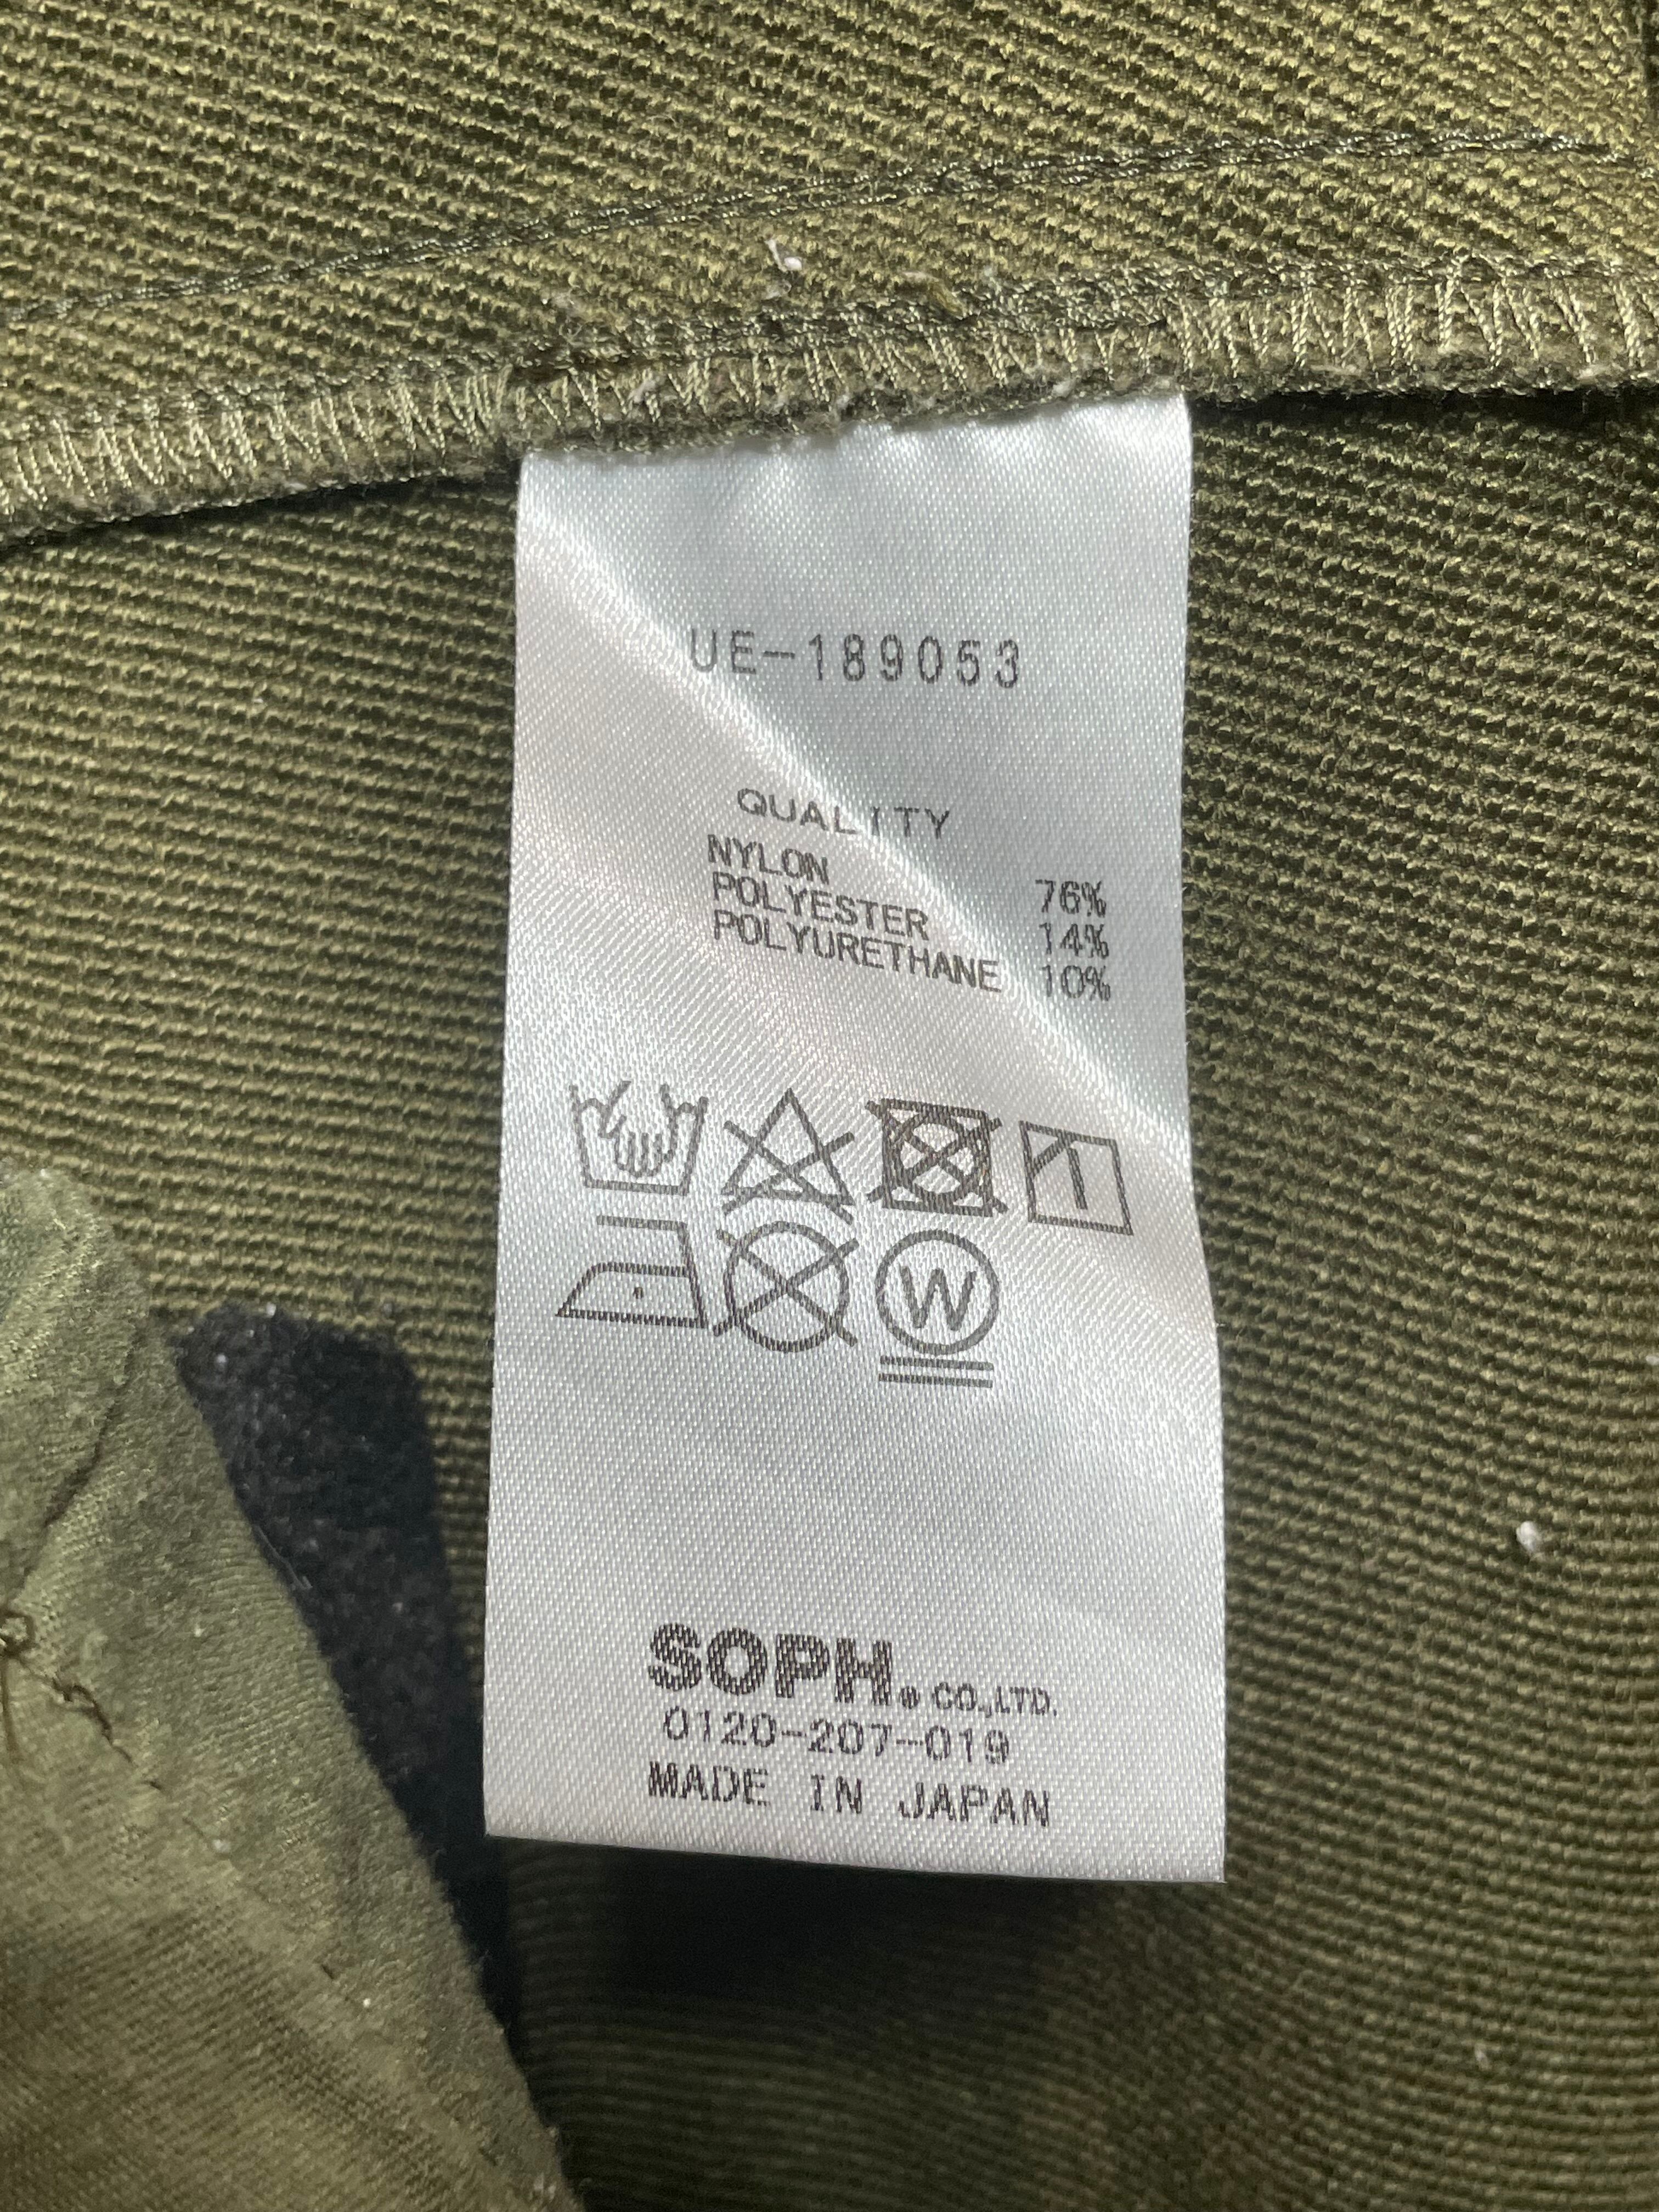 UE-189053
QUALITY
NYLON 76%
POLYESTER 14%
POLYURETHANE 10%
W
SOPH.® CO.,LTD.
0120-207-019
MADE IN JAPAN